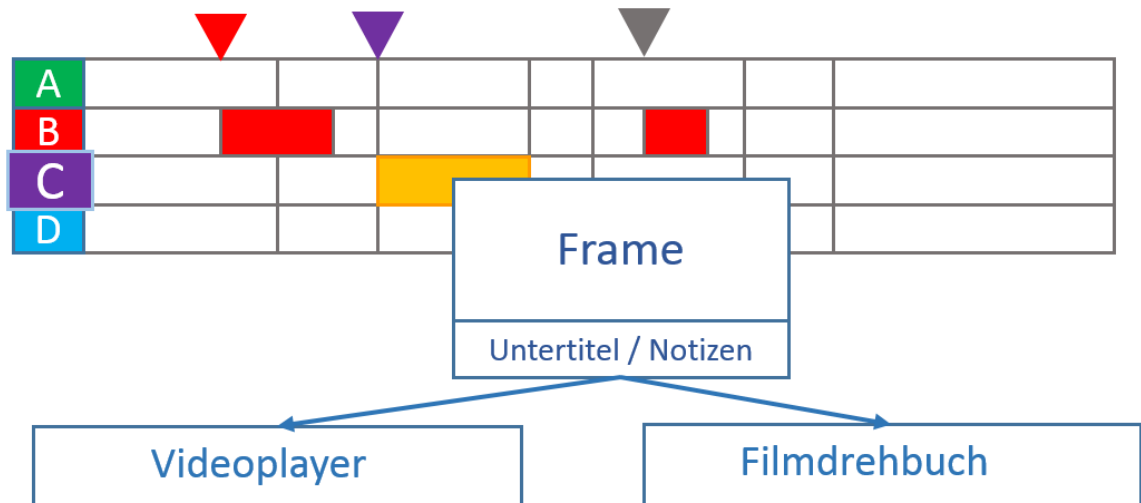 A
B
C
D
Frame
Untertitel / Notizen
Videoplayer
Filmdrehbuch